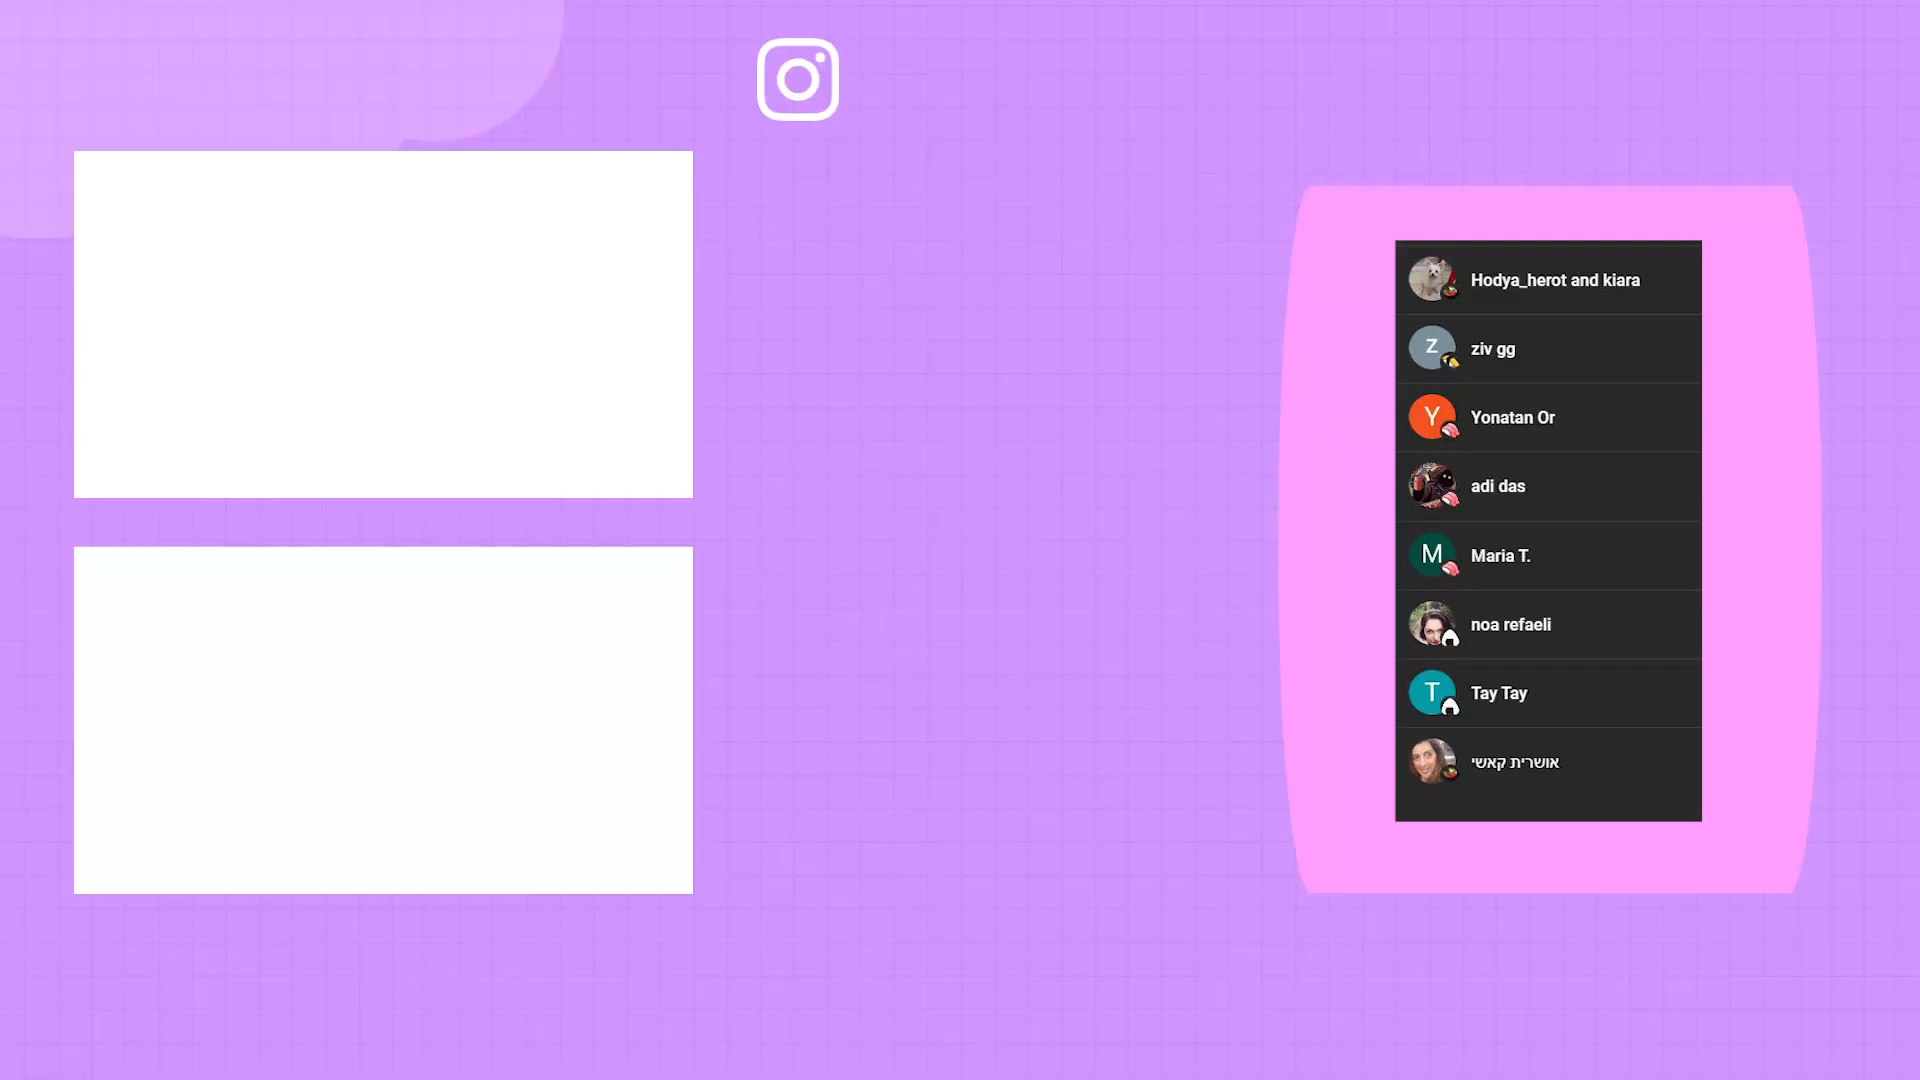 Hodya_herot and kiara
Z
ziv gg
Y
Yonatan Or
adi das
M
Maria T.
noa refaeli
T
Tay Tay
אושרית קאשי